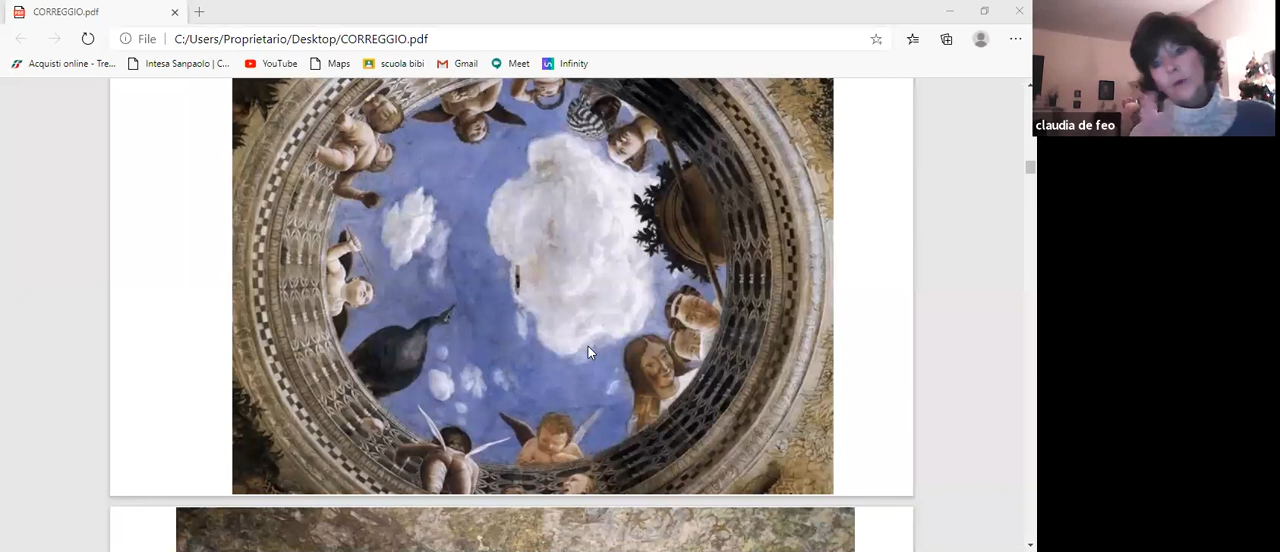 CORREGGIO.pdf
File C:/Users/Proprietario/Desktop/CORREGGIO.pdf
Acquisti online - Tre... Intesa Sanpaolo | C... YouTube Maps scuola bibi Gmail Meet Infinity
claudia de feo